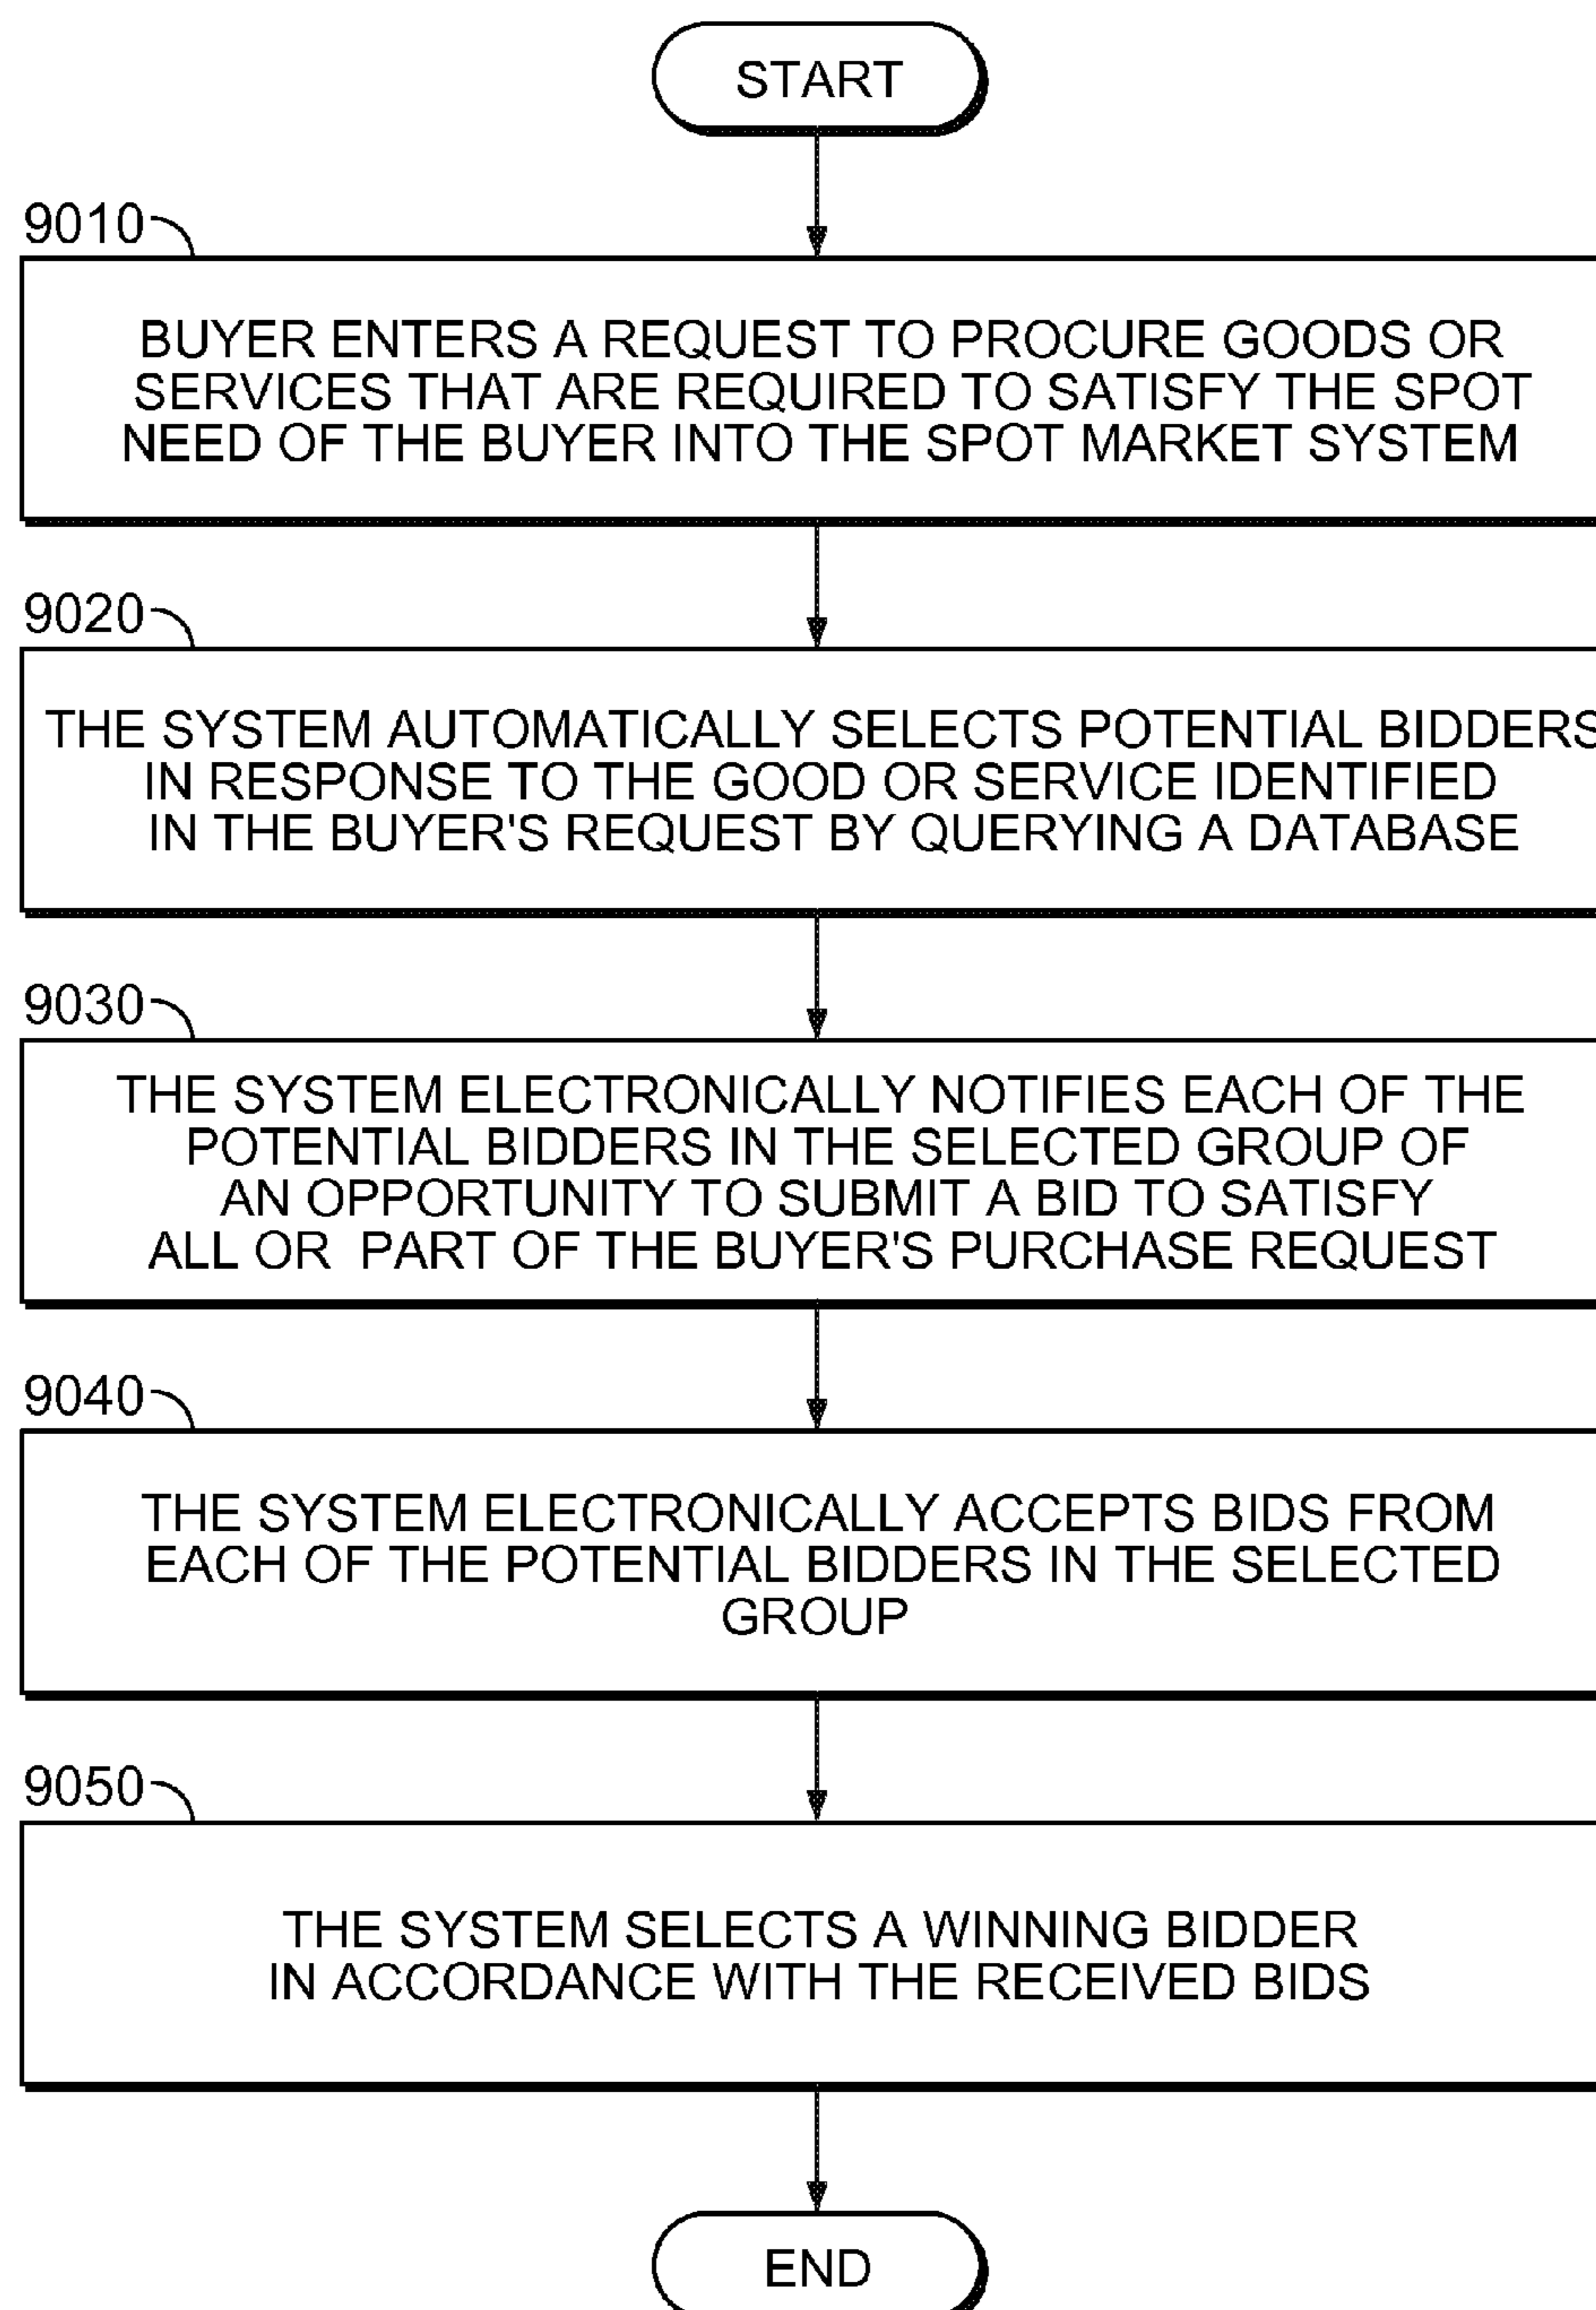 START
9010
BUYER ENTERS A REQUEST TO PROCURE GOODS OR
SERVICES THAT ARE REQUIRED TO SATISFY THE SPOT
NEED OF THE BUYER INTO THE SPOT MARKET SYSTEM
9020
THE SYSTEM AUTOMATICALLY SELECTS POTENTIAL BIDDERS
IN RESPONSE TO THE GOOD OR SERVICE IDENTIFIED
IN THE BUYER'S REQUEST BY QUERYING A DATABASE
9030
THE SYSTEM ELECTRONICALLY NOTIFIES EACH OF THE
POTENTIAL BIDDERS IN THE SELECTED GROUP OF
AN OPPORTUNITY TO SUBMIT A BID TO SATISFY
ALL OR PART OF THE BUYER'S PURCHASE REQUEST
9040
THE SYSTEM ELECTRONICALLY ACCEPTS BIDS FROM
EACH OF THE POTENTIAL BIDDERS IN THE SELECTED
GROUP
9050
THE SYSTEM SELECTS A WINNING BIDDER
IN ACCORDANCE WITH THE RECEIVED BIDS
END